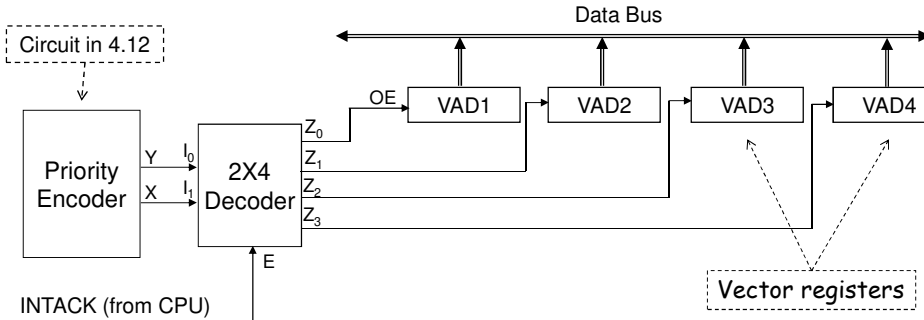 Data Bus
Circuit in 4.12
OE
VAD1
VAD2
VAD3
VAD4
Priority
Encoder
Y
X
I0
I1
2X4
Decoder
Z0
Z1
Z2
Z3
E
INTACK (from CPU)
Vector registers